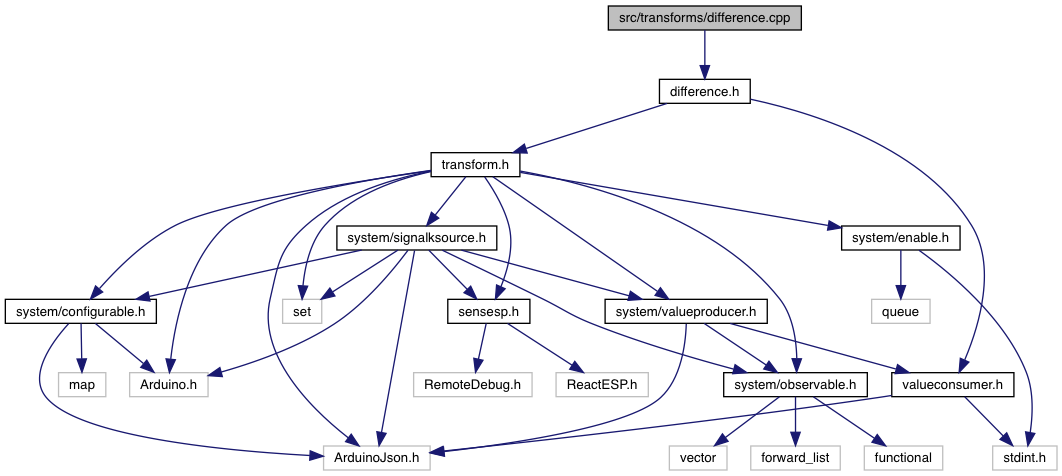 src/transforms/difference.cpp
difference.h
transform.h
system/signalksource.h
system/enable.h
system/configurable.h
set
sensesp.h
system/valueproducer.h
queue
map
Arduino.h
RemoteDebug.h
ReactESP.h
system/observable.h
valueconsumer.h
ArduinoJson.h
vector
forward_list
functional
stdint.h